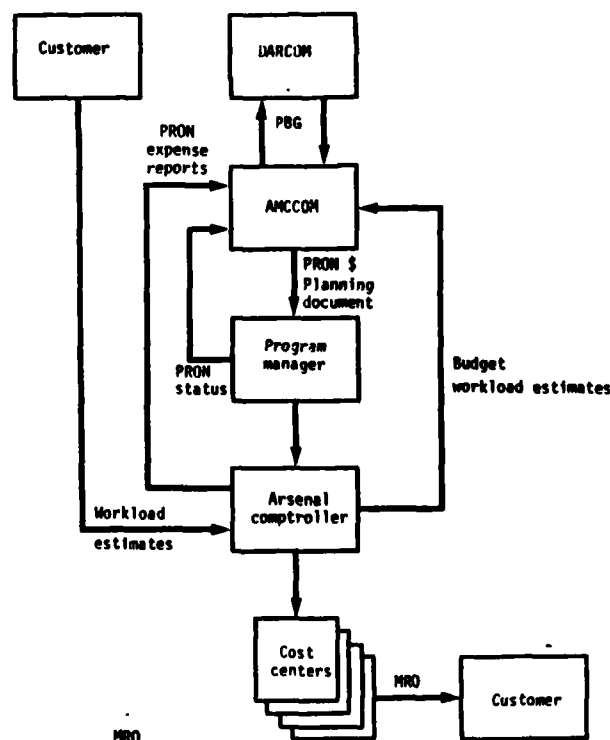 Customer
DARCOM
PBG
PRON
expense
reports
AMCCOM
PRON $
Planning
document
Program
manager
PRON
status
Budget
workload estimates
Arsenal
comptroller
Workload
estimates
Cost
centers
MRO
Customer
MRO